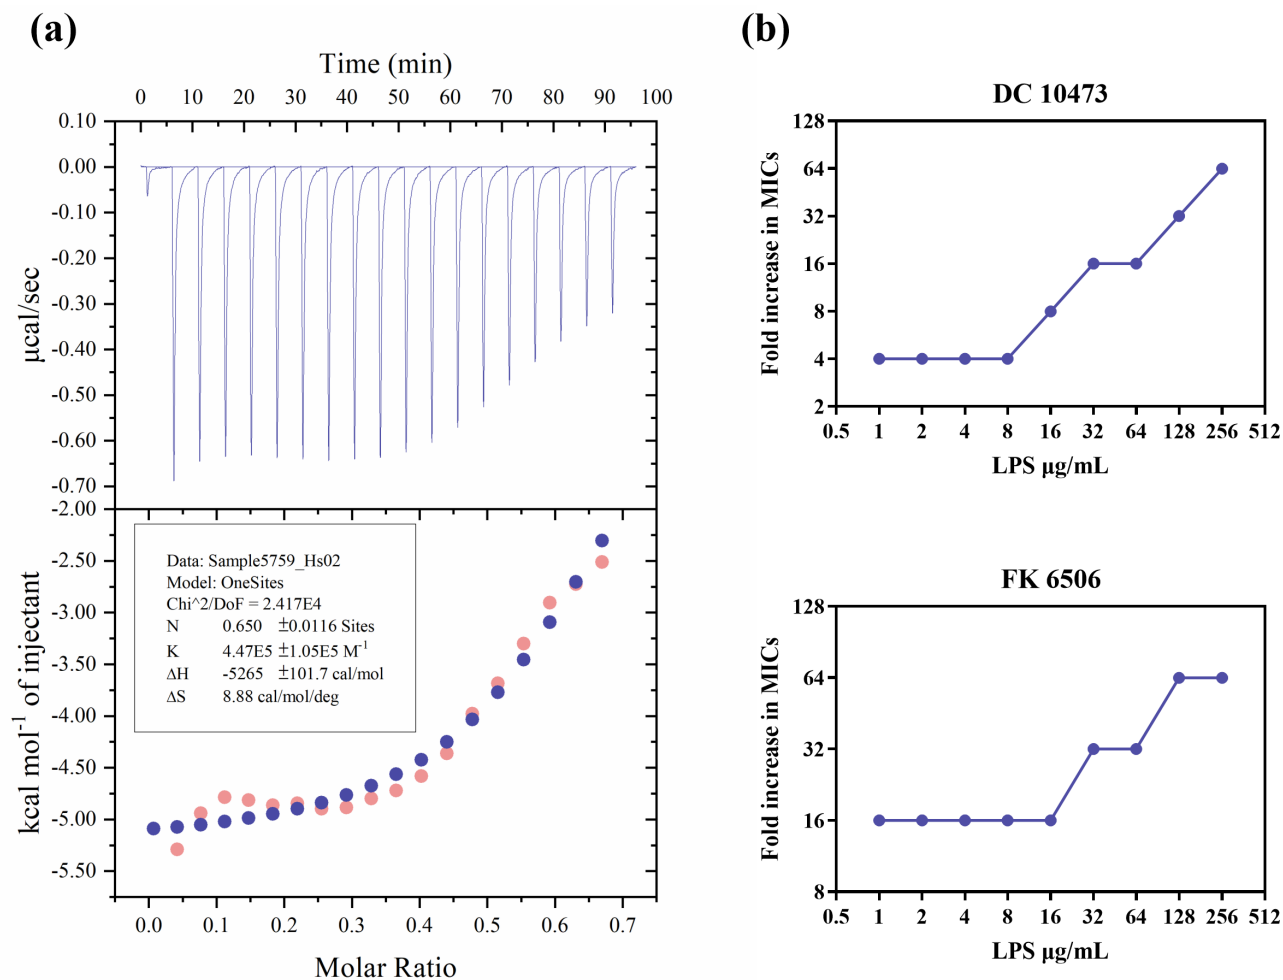 (a)
Time (min)
0 10 20 30 40 50 60 70 80 90 100
0.10
0.00
-0.10
-0.20
-0.30
-0.40
-0.50
-0.60
-0.70
µcal/sec
-2.00
-2.50
-3.00
-3.50
-4.00
-4.50
-5.00
-5.50
kcal mol⁻¹ of injectant
Data: Sample5759_Hs02
Model: OneSites
Chi^2/DoF = 2.417E4
N 0.650 ±0.0116 Sites
K 4.47E5 ±1.05E5 M⁻¹
ΔH -5265 ±101.7 cal/mol
ΔS 8.88 cal/mol/deg
0.0 0.1 0.2 0.3 0.4 0.5 0.6 0.7
Molar Ratio
(b)
DC 10473
Fold increase in MICs
128
64
32
16
8
4
2
0.5 1 2 4 8 16 32 64 128 256 512
LPS µg/mL
FK 6506
Fold increase in MICs
128
64
32
16
8
0.5 1 2 4 8 16 32 64 128 256 512
LPS µg/mL